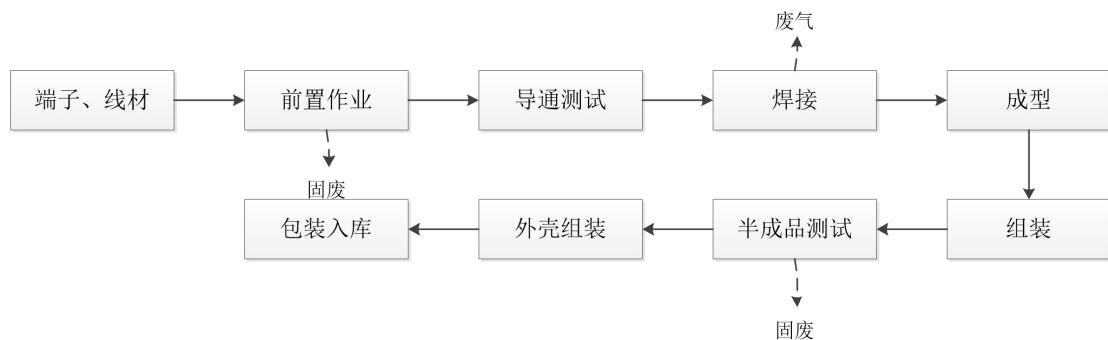 废气
端子、线材
前置作业
导通测试
焊接
成型
固废
包装入库
外壳组装
半成品测试
组装
固废